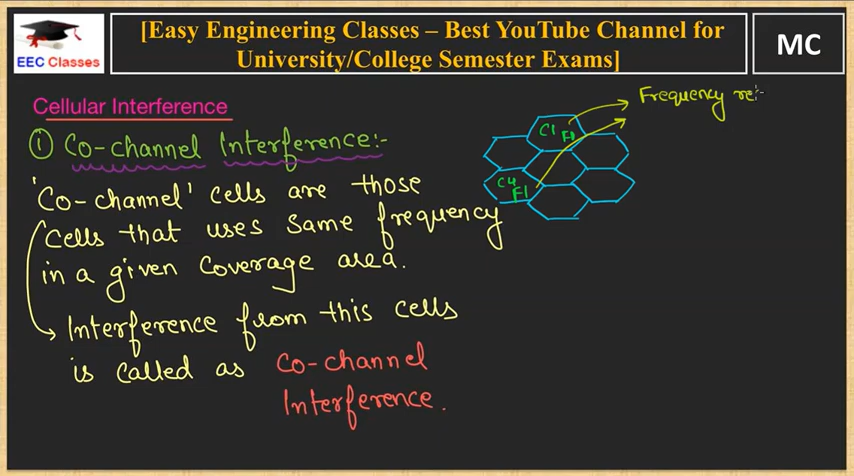 [Easy Engineering Classes – Best YouTube Channel for
University/College Semester Exams]
EEC Classes
MC
Cellular Interference
① Co-channel Interference:-
'Co-channel' cells are those
cells that uses same frequency
in a given coverage area.
Interference from this cells
is called as Co-channel
Interference.
C1
F1
C4
F1
Frequency re